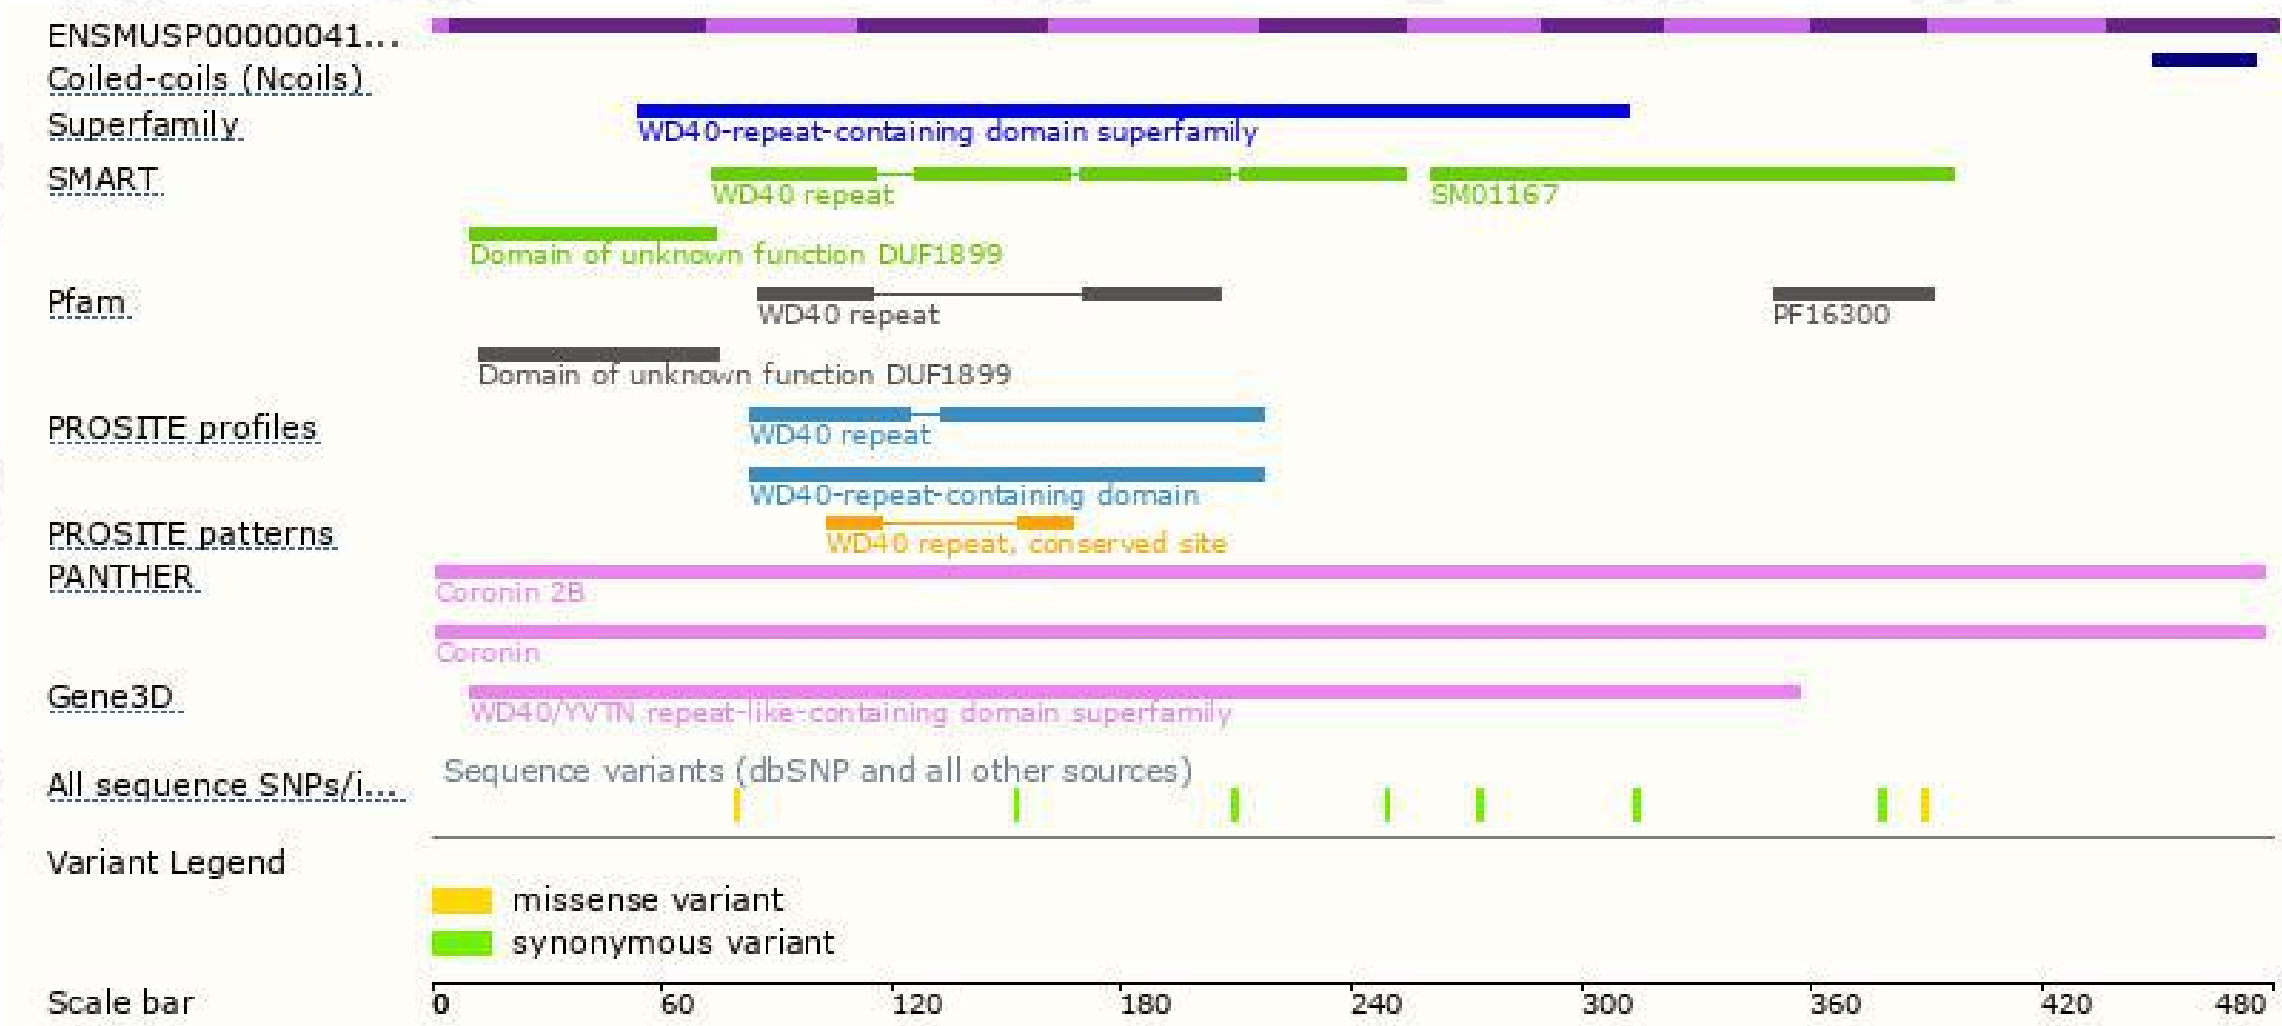 ENSMUSP00000041...
Coiled-coils (Ncoils)
Superfamily
WD40-repeat-containing domain superfamily
SMART
WD40 repeat
SM01167
Domain of unknown function DUF1899
Pfam
WD40 repeat
PF16300
Domain of unknown function DUF1899
PROSITE profiles
WD40 repeat
WD40-repeat-containing domain
PROSITE patterns
WD40 repeat, conserved site
PANTHER
Coronin 2B
Coronin
Gene3D
WD40/YVTN repeat-like-containing domain superfamily
All sequence SNPs/i...
Sequence variants (dbSNP and all other sources)
Variant Legend
missense variant
synonymous variant
Scale bar
0 60 120 180 240 300 360 420 480